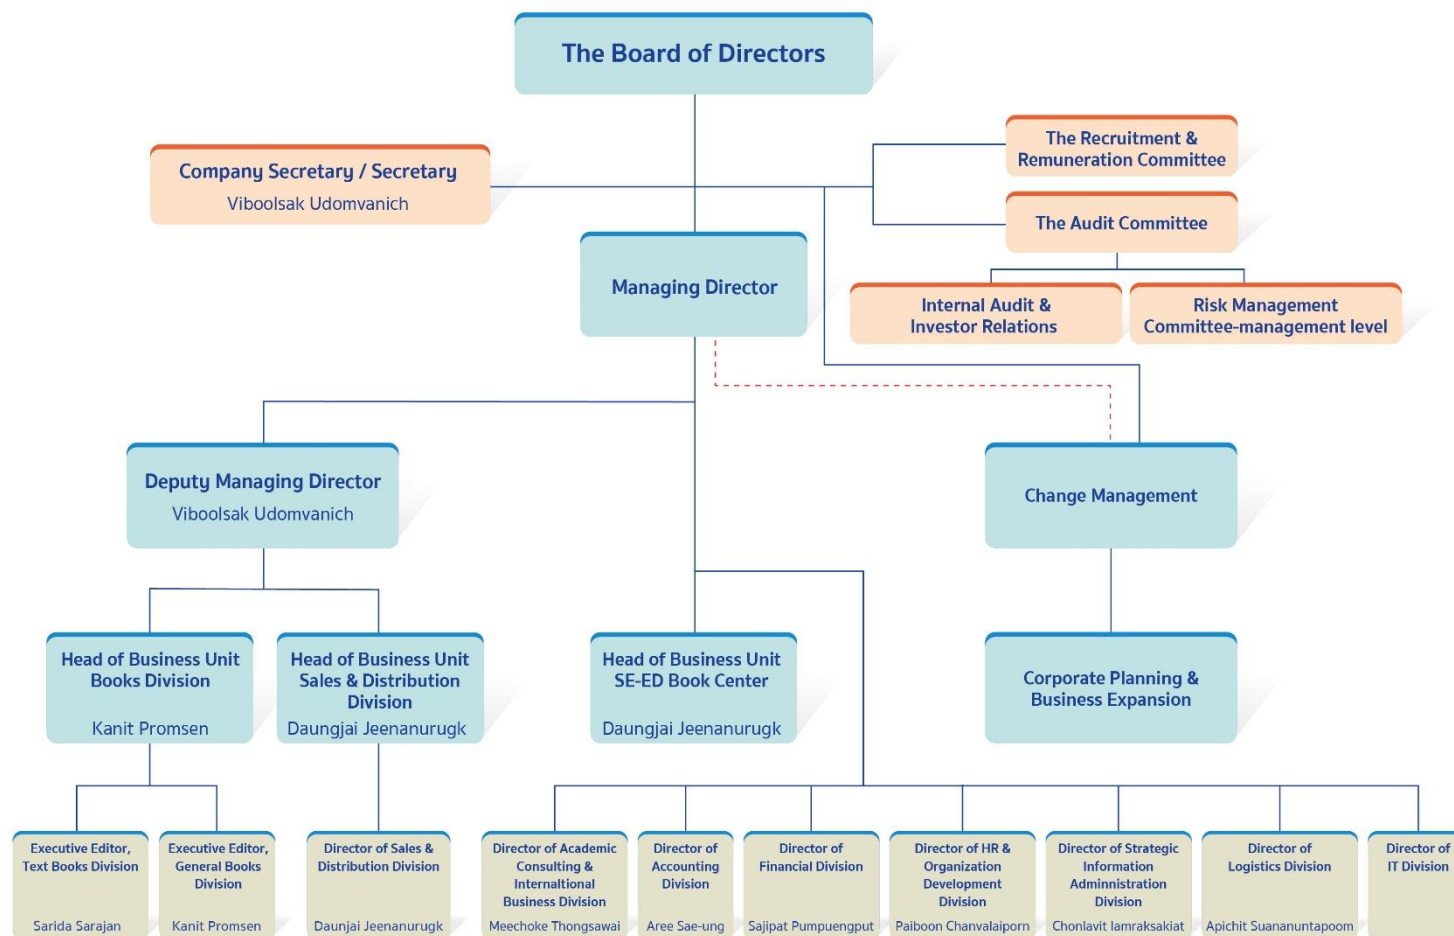 The Board of Directors
The Recruitment &
Remuneration Committee
Company Secretary / Secretary
Viboolsak Udomvanich
The Audit Committee
Managing Director
Internal Audit &
Investor Relations
Risk Management
Committee-management level
Deputy Managing Director
Viboolsak Udomvanich
Change Management
Head of Business Unit
Books Division
Kanit Promsen
Head of Business Unit
Sales & Distribution
Division
Daungjai Jeenanurugk
Head of Business Unit
SE-ED Book Center
Daungjai Jeenanurugk
Corporate Planning &
Business Expansion
Executive Editor,
Text Books Division
Sarida Sarajan
Executive Editor,
General Books
Division
Kanit Promsen
Director of Sales &
Distribution Division
Daunjai Jeenanurugk
Director of Academic
Consulting &
Internaltional
Business Division
Meechoke Thongsawai
Director of
Accounting
Division
Aree Sae-ung
Director of
Financial Division
Sajipat Pumpuengput
Director of HR &
Organization
Development
Division
Paiboon Chanvalaiporn
Director of Strategic
Information
Adminnistration
Division
Chonlavit Iamraksakiat
Director of
Logistics Division
Apichit Suananuntapoom
Director of
IT Division